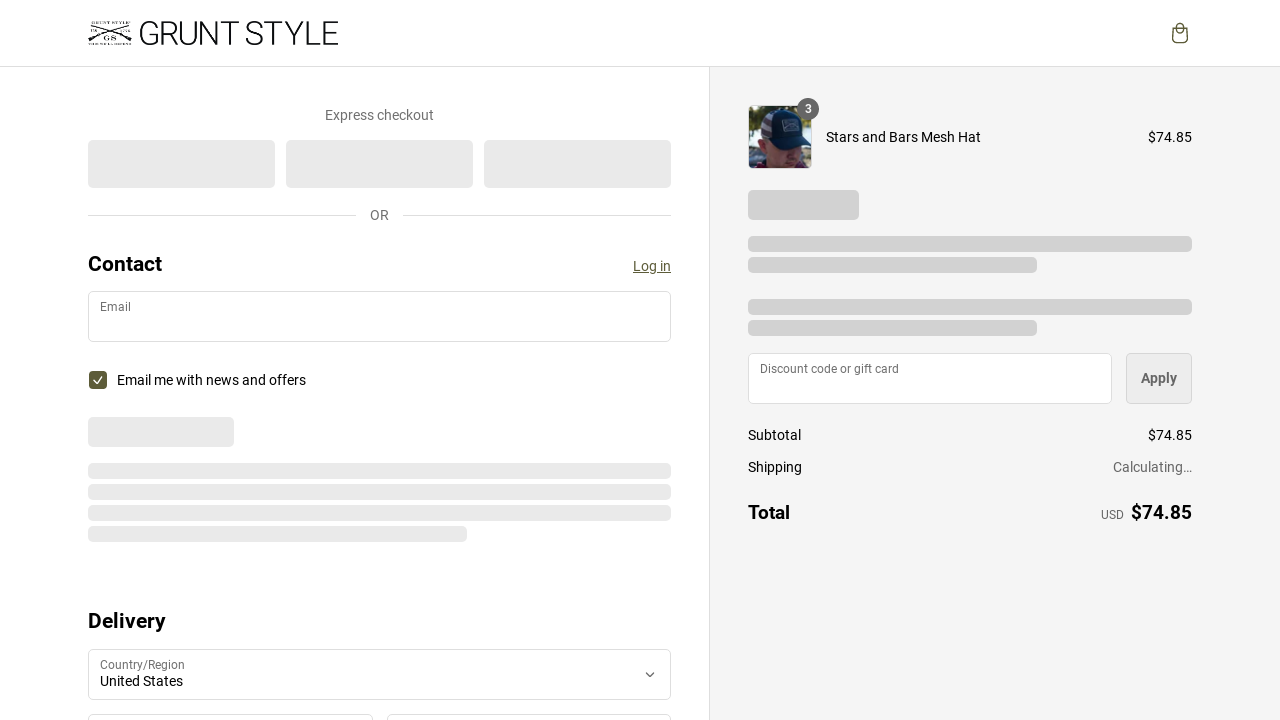 GRUNT STYLE
Express checkout
OR
Contact
Log in
Email
Email me with news and offers
Delivery
Country/Region
United States
3
Stars and Bars Mesh Hat
$74.85
Discount code or gift card
Apply
Subtotal
$74.85
Shipping
Calculating…
Total
USD $74.85